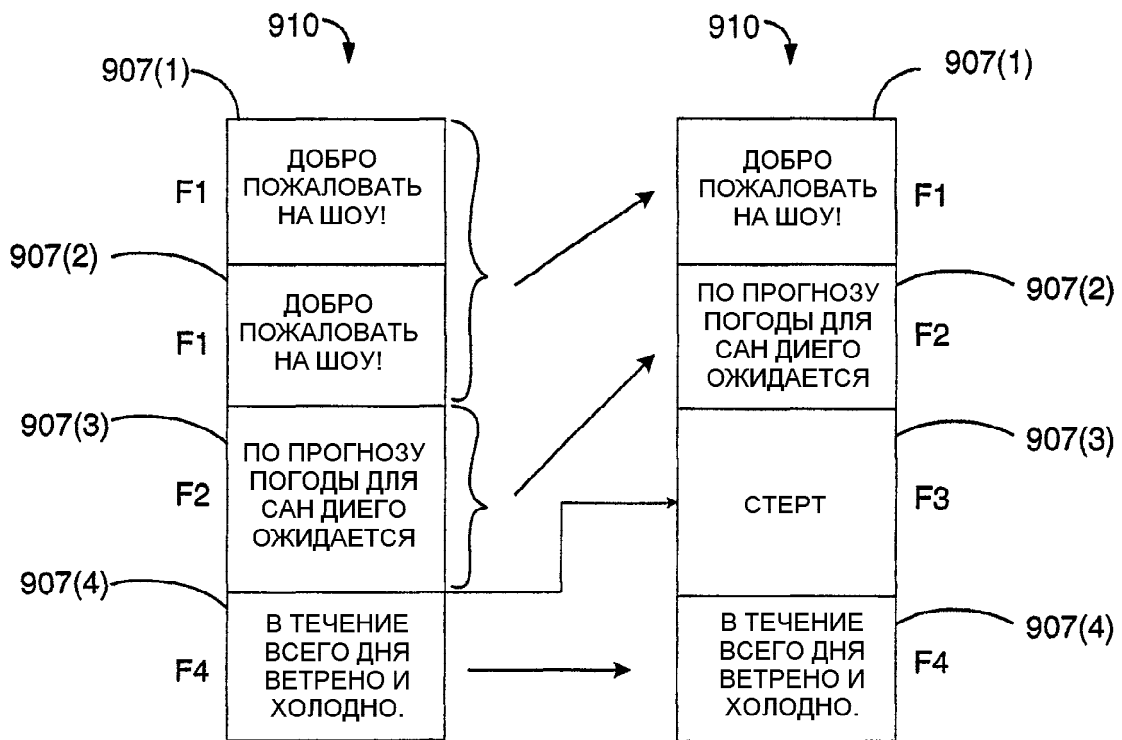 910
907(1)
F1
ДОБРО
ПОЖАЛОВАТЬ
НА ШОУ!
907(2)
F1
ДОБРО
ПОЖАЛОВАТЬ
НА ШОУ!
907(3)
F2
ПО ПРОГНОЗУ
ПОГОДЫ ДЛЯ
САН ДИЕГО
ОЖИДАЕТСЯ
907(4)
F4
В ТЕЧЕНИЕ
ВСЕГО ДНЯ
ВЕТРЕНО И
ХОЛОДНО.
910
907(1)
ДОБРО
ПОЖАЛОВАТЬ
НА ШОУ!
F1
907(2)
ПО ПРОГНОЗУ
ПОГОДЫ ДЛЯ
САН ДИЕГО
ОЖИДАЕТСЯ
F2
907(3)
СТЕРТ
F3
907(4)
В ТЕЧЕНИЕ
ВСЕГО ДНЯ
ВЕТРЕНО И
ХОЛОДНО.
F4